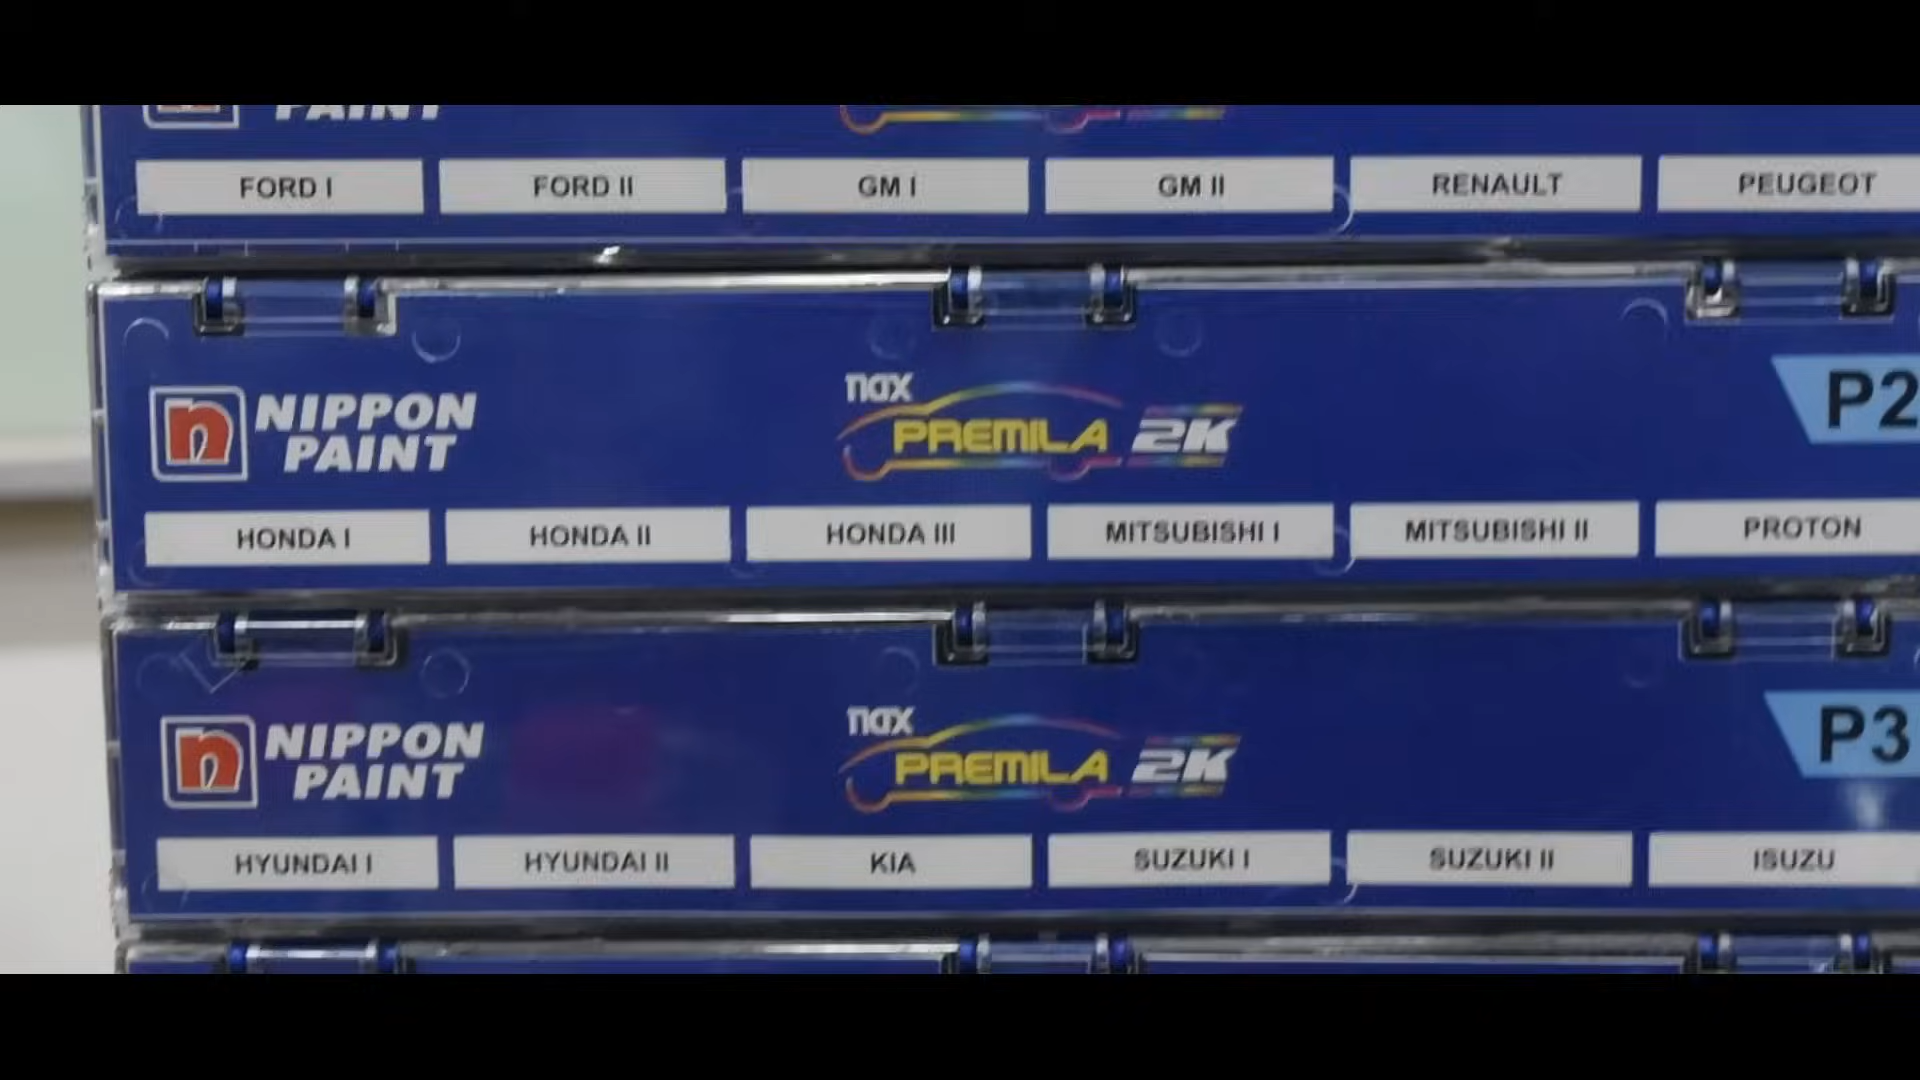 PAINT
FORD I
FORD II
GM I
GM II
RENAULT
PEUGEOT
n NIPPON
PAINT
nax
PREMILA 2K
P2
HONDA I
HONDA II
HONDA III
MITSUBISHI I
MITSUBISHI II
PROTON
n NIPPON
PAINT
nax
PREMILA 2K
P3
HYUNDAI I
HYUNDAI II
KIA
SUZUKI I
SUZUKI II
ISUZU